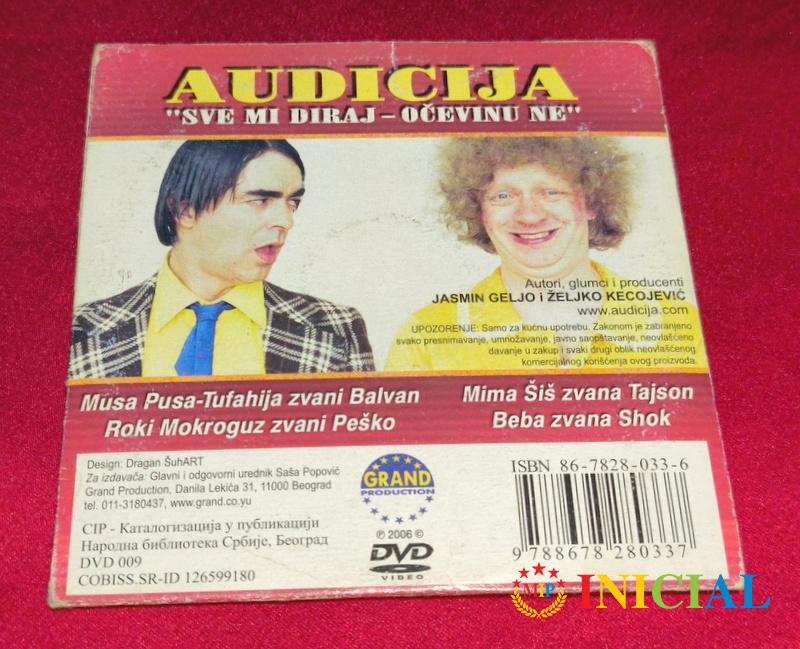 AUDICIJA
"SVE MI DIRAJ – OČEVINU NE"
Autori, glumci i producenti
JASMIN GELJO i ŽELJKO KECOJEVIĆ
www.audicija.com
UPOZORENJE: Samo za kućnu upotrebu. Zakonom je zabranjeno
svako presnimavanje, umnožavanje, javno saopštavanje, neovlašćeno
davanje u zakup i svaki drugi oblik neovlašćenog
komercijalnog korišćenja ovog proizvoda.
Musa Pusa-Tufahija zvani Balvan
Roki Mokroguz zvani Peško
Mima Šiš zvana Tajson
Beba zvana Shok
Design: Dragan ŠuhART
Za izdavača: Glavni i odgovorni urednik Saša Popović
Grand Production, Danila Lekića 31, 11000 Beograd
tel. 011-3180437, www.grand.co.yu
CIP - Каталогизација у публикацији
Народна библиотека Србије, Београд
DVD 009
COBISS.SR-ID 126599180
GRAND
PRODUCTION
℗ 2006 ©
DVD
VIDEO
ISBN 86-7828-033-6
9 788678 280337
MIP
INICIAL